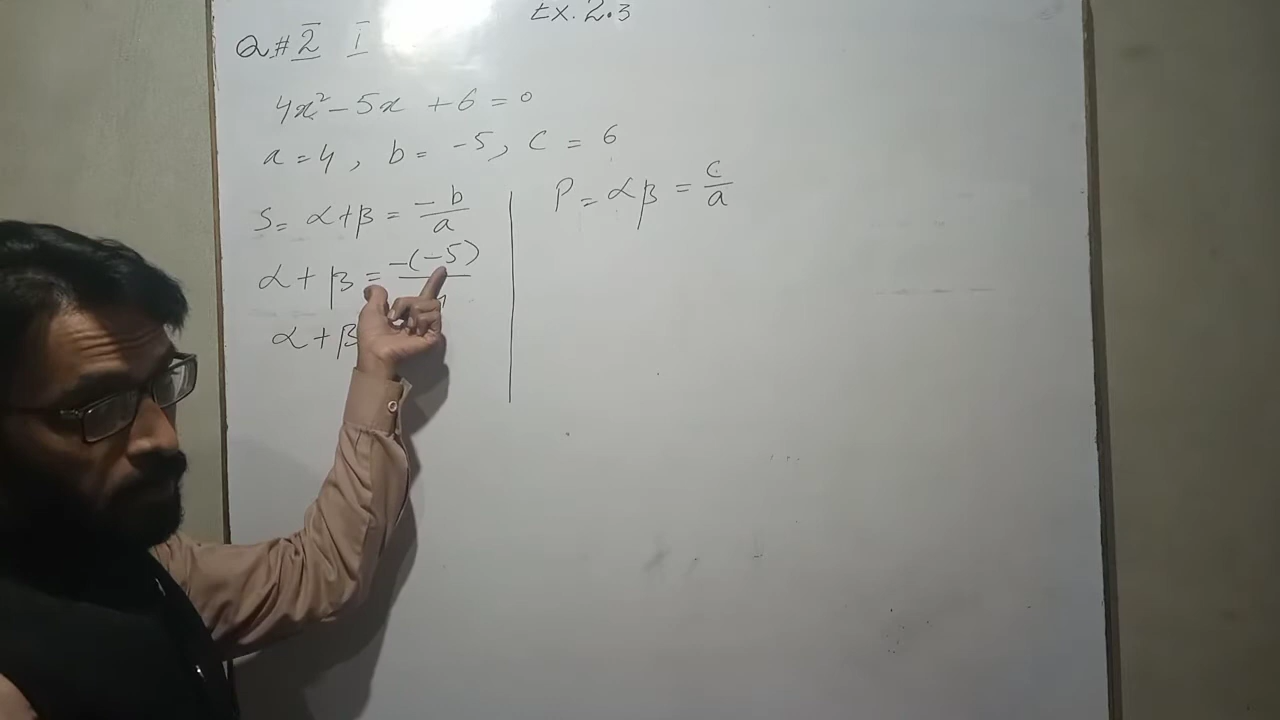 Ex. 2.3
Q # 2 I
4x² - 5x + 6 = 0
a = 4, b = -5, C = 6
S = α + β = -b/a
P = αβ = c/a
α + β = -(-5)/
α + β